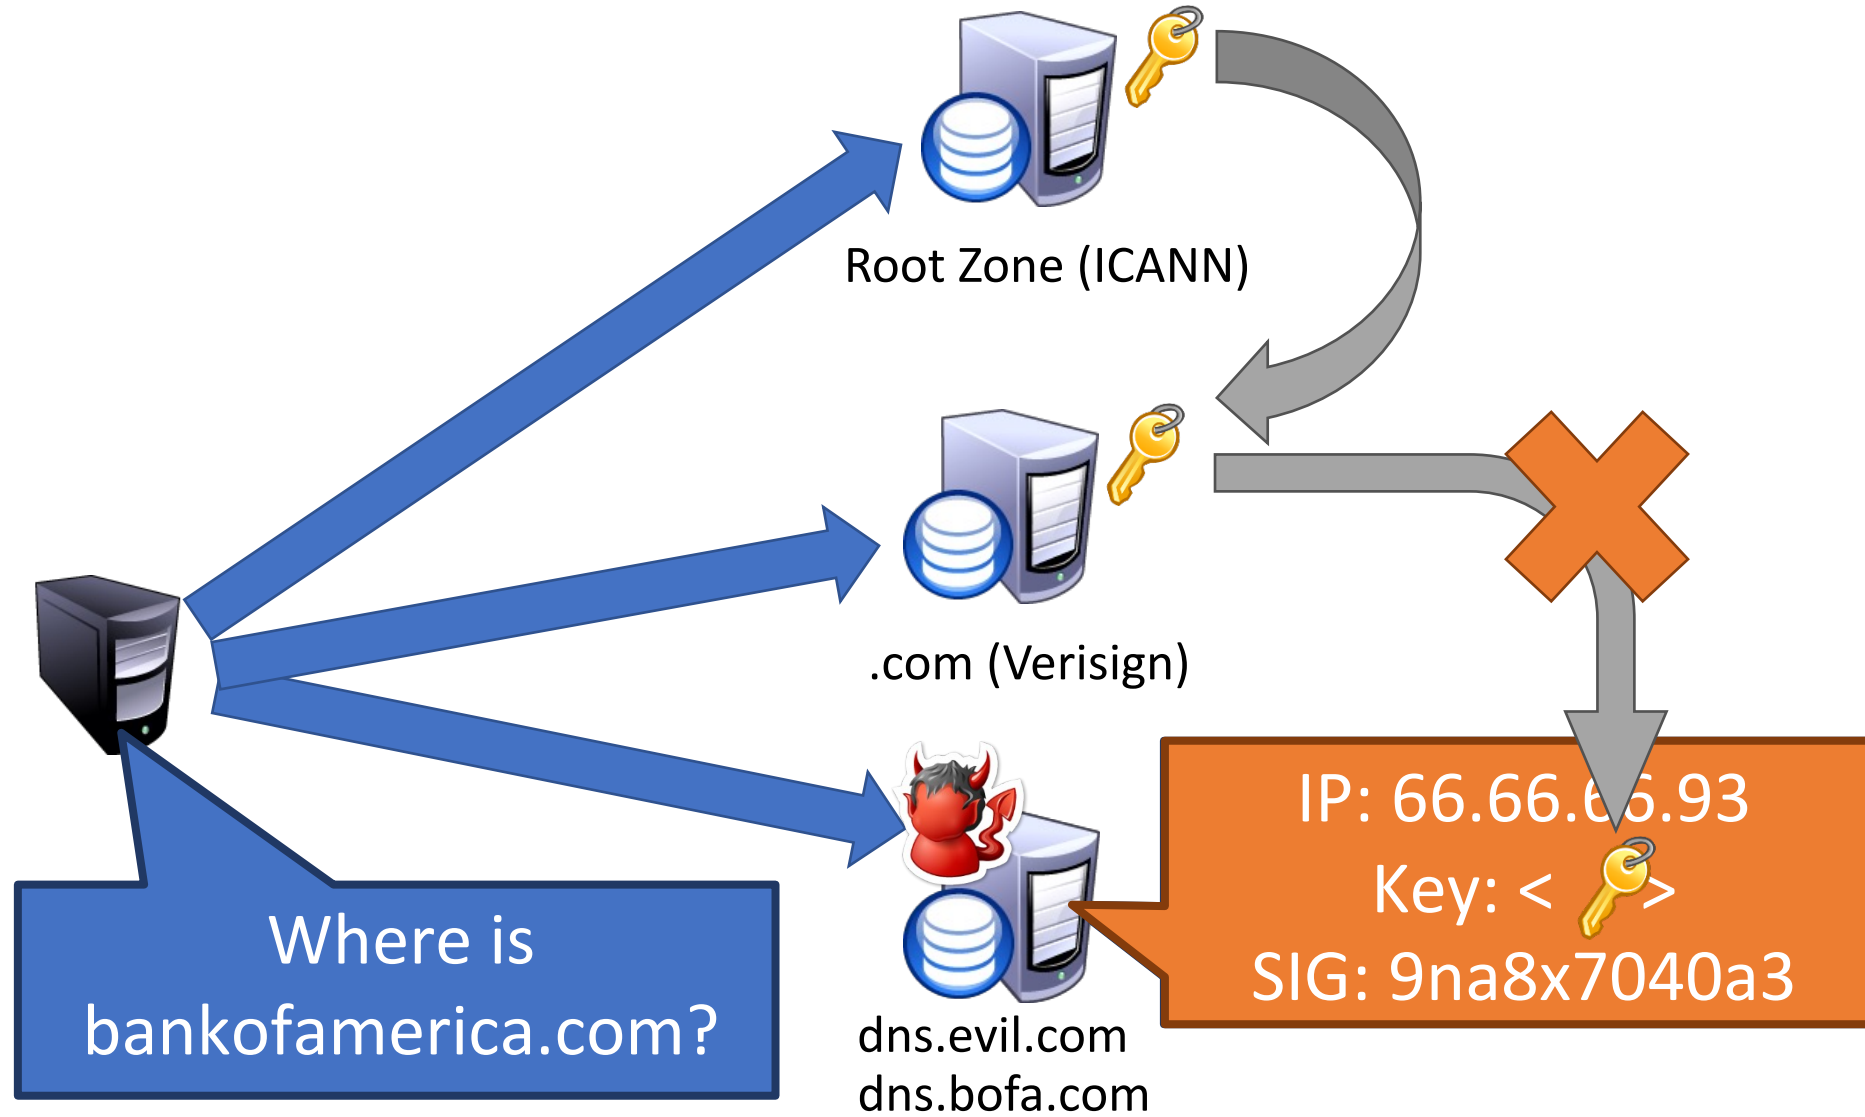 Root Zone (ICANN)
.com (Verisign)
Where is
bankofamerica.com?
IP: 66.66.66.93
Key: < >
SIG: 9na8x7040a3
dns.evil.com
dns.bofa.com